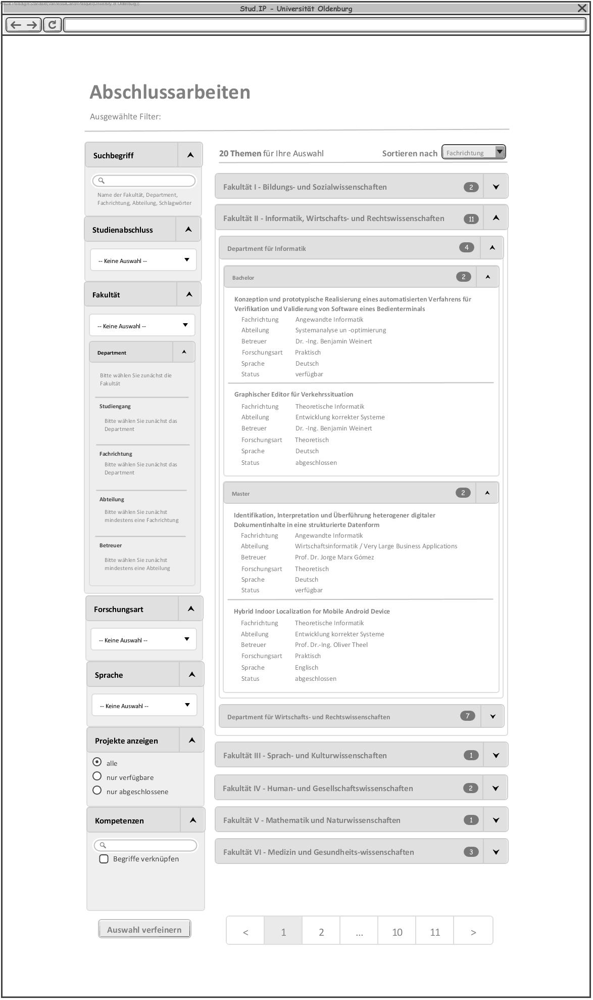 Visual Paradigm Standard(VanessaCanonPasquel(University of Oldenburg))
Stud.IP - Universität Oldenburg
Abschlussarbeiten
Ausgewählte Filter:
Suchbegriff
Name der Fakultät, Department,
Fachrichtung, Abteilung, Schlagwörter
Studienabschluss
-- Keine Auswahl --
Fakultät
-- Keine Auswahl --
Department
Bitte wählen Sie zunächst die
Fakultät
Studiengang
Bitte wählen Sie zunächst das
Department
Fachrichtung
Bitte wählen Sie zunächst das
Department
Abteilung
Bitte wählen Sie zunächst
mindestens eine Fachrichtung
Betreuer
Bitte wählen Sie zunächst
mindestens eine Abteilung
Forschungsart
-- Keine Auswahl --
Sprache
-- Keine Auswahl --
Projekte anzeigen
alle
nur verfügbare
nur abgeschlossene
Kompetenzen
Begriffe verknüpfen
Auswahl verfeinern
20 Themen für Ihre Auswahl Sortieren nach Fachrichtung
Fakultät I - Bildungs- und Sozialwissenschaften 2
Fakultät II - Informatik, Wirtschafts- und Rechtswissenschaften 11
Department für Informatik 4
Bachelor 2
Konzeption und prototypische Realisierung eines automatisierten Verfahrens für
Verifikation und Validierung von Software eines Bedienterminals
Fachrichtung Angewandte Informatik
Abteilung Systemanalyse un -optimierung
Betreuer Dr. -Ing. Benjamin Weinert
Forschungsart Praktisch
Sprache Deutsch
Status verfügbar
Graphischer Editor für Verkehrssituation
Fachrichtung Theoretische Informatik
Abteilung Entwicklung korrekter Systeme
Betreuer Dr. -Ing. Benjamin Weinert
Forschungsart Theoretisch
Sprache Deutsch
Status abgeschlossen
Master 2
Identifikation, Interpretation und Überführung heterogener digitaler
Dokumentinhalte in eine strukturierte Datenform
Fachrichtung Angewandte Informatik
Abteilung Wirtschaftsinformatik / Very Large Business Applications
Betreuer Prof. Dr. Jorge Marx Gómez
Forschungsart Theoretisch
Sprache Deutsch
Status verfügbar
Hybrid Indoor Localization for Mobile Android Device
Fachrichtung Theoretische Informatik
Abteilung Entwicklung korrekter Systeme
Betreuer Prof. Dr.-Ing. Oliver Theel
Forschungsart Praktisch
Sprache Englisch
Status abgeschlossen
Department für Wirtschafts- und Rechtswissenschaften 7
Fakultät III - Sprach- und Kulturwissenschaften 1
Fakultät IV - Human- und Gesellschaftswissenschaften 2
Fakultät V - Mathematik und Naturwissenschaften 1
Fakultät VI - Medizin und Gesundheits-wissenschaften 3
< 1 2 ... 10 11 >